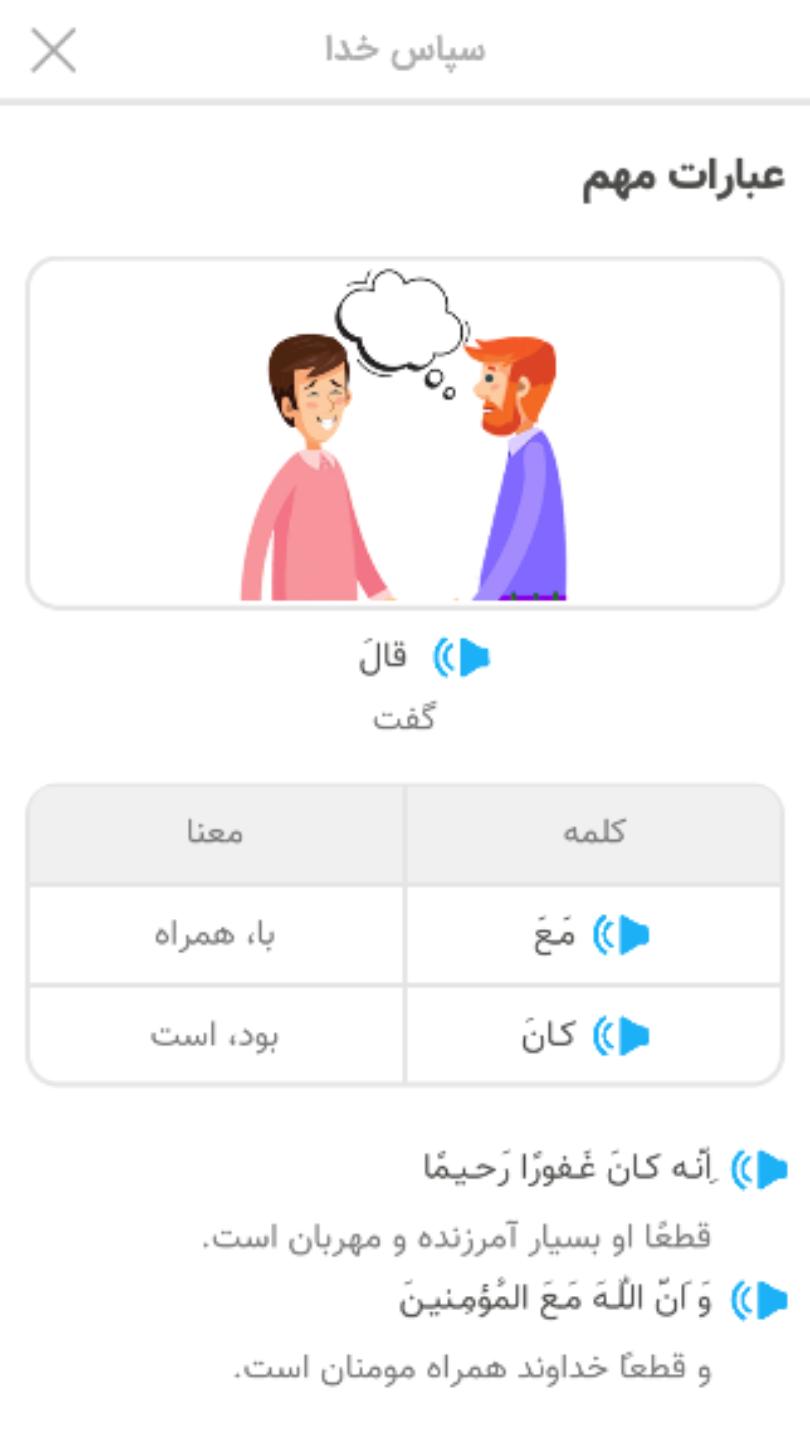 سپاس خدا
عبارات مهم
قالَ
گفت
کلمه معنا
مَعَ با، همراه
کانَ بود، است
اِنّه کانَ غَفورًا رَحیمًا
قطعًا او بسیار آمرزنده و مهربان است.
وَ اَنّ اللّٰهَ مَعَ المُؤمِنینَ
و قطعاً خداوند همراه مومنان است.